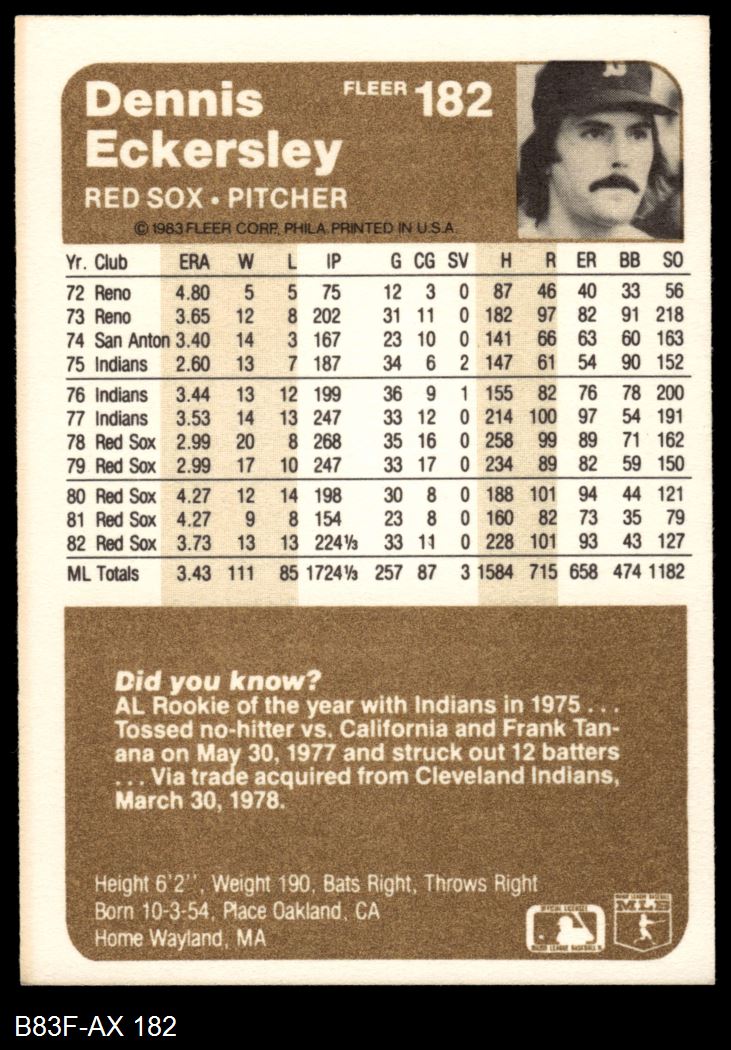 Dennis
Eckersley
FLEER 182
RED SOX • PITCHER
© 1983 FLEER CORP. PHILA. PRINTED IN U.S.A.
Yr. Club ERA W L IP G CG SV H R ER BB SO
72 Reno 4.80 5 5 75 12 3 0 87 46 40 33 56
73 Reno 3.65 12 8 202 31 11 0 182 97 82 91 218
74 San Anton 3.40 14 3 167 23 10 0 141 66 63 60 163
75 Indians 2.60 13 7 187 34 6 2 147 61 54 90 152
76 Indians 3.44 13 12 199 36 9 1 155 82 76 78 200
77 Indians 3.53 14 13 247 33 12 0 214 100 97 54 191
78 Red Sox 2.99 20 8 268 35 16 0 258 99 89 71 162
79 Red Sox 2.99 17 10 247 33 17 0 234 89 82 59 150
80 Red Sox 4.27 12 14 198 30 8 0 188 101 94 44 121
81 Red Sox 4.27 9 8 154 23 8 0 160 82 73 35 79
82 Red Sox 3.73 13 13 224⅓ 33 11 0 228 101 93 43 127
ML Totals 3.43 111 85 1724⅓ 257 87 3 1584 715 658 474 1182
Did you know?
AL Rookie of the year with Indians in 1975 . . .
Tossed no-hitter vs. California and Frank Tan-
ana on May 30, 1977 and struck out 12 batters
. . . Via trade acquired from Cleveland Indians,
March 30, 1978.
Height 6'2'', Weight 190, Bats Right, Throws Right
Born 10-3-54, Place Oakland, CA
Home Wayland, MA
OFFICIAL LICENSEE
MAJOR LEAGUE BASEBALL
MAJOR LEAGUE BASEBALL
MLB
B83F-AX 182